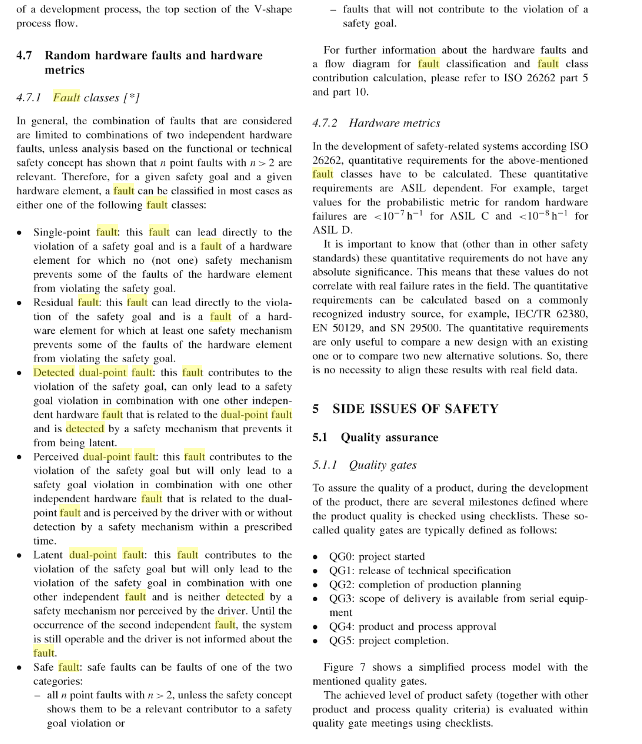 of a development process, the top section of the V-shape
process flow.
4.7 Random hardware faults and hardware
metrics
4.7.1 Fault classes [*]
In general, the combination of faults that are considered
are limited to combinations of two independent hardware
faults, unless analysis based on the functional or technical
safety concept has shown that n point faults with n > 2 are
relevant. Therefore, for a given safety goal and a given
hardware element, a fault can be classified in most cases as
either one of the following fault classes:
• Single-point fault: this fault can lead directly to the
violation of a safety goal and is a fault of a hardware
element for which no (not one) safety mechanism
prevents some of the faults of the hardware element
from violating the safety goal.
• Residual fault: this fault can lead directly to the viola-
tion of the safety goal and is a fault of a hard-
ware element for which at least one safety mechanism
prevents some of the faults of the hardware element
from violating the safety goal.
• Detected dual-point fault: this fault contributes to the
violation of the safety goal, can only lead to a safety
goal violation in combination with one other indepen-
dent hardware fault that is related to the dual-point fault
and is detected by a safety mechanism that prevents it
from being latent.
• Perceived dual-point fault: this fault contributes to the
violation of the safety goal but will only lead to a
safety goal violation in combination with one other
independent hardware fault that is related to the dual-
point fault and is perceived by the driver with or without
detection by a safety mechanism within a prescribed
time.
• Latent dual-point fault: this fault contributes to the
violation of the safety goal but will only lead to the
violation of the safety goal in combination with one
other independent fault and is neither detected by a
safety mechanism nor perceived by the driver. Until the
occurrence of the second independent fault, the system
is still operable and the driver is not informed about the
fault.
• Safe fault: safe faults can be faults of one of the two
categories:
– all n point faults with n > 2, unless the safety concept
shows them to be a relevant contributor to a safety
goal violation or
– faults that will not contribute to the violation of a
safety goal.
For further information about the hardware faults and
a flow diagram for fault classification and fault class
contribution calculation, please refer to ISO 26262 part 5
and part 10.
4.7.2 Hardware metrics
In the development of safety-related systems according ISO
26262, quantitative requirements for the above-mentioned
fault classes have to be calculated. These quantitative
requirements are ASIL dependent. For example, target
values for the probabilistic metric for random hardware
failures are <10⁻⁷ h⁻¹ for ASIL C and <10⁻⁸ h⁻¹ for
ASIL D.
It is important to know that (other than in other safety
standards) these quantitative requirements do not have any
absolute significance. This means that these values do not
correlate with real failure rates in the field. The quantitative
requirements can be calculated based on a commonly
recognized industry source, for example, IEC/TR 62380,
EN 50129, and SN 29500. The quantitative requirements
are only useful to compare a new design with an existing
one or to compare two new alternative solutions. So, there
is no necessity to align these results with real field data.
5 SIDE ISSUES OF SAFETY
5.1 Quality assurance
5.1.1 Quality gates
To assure the quality of a product, during the development
of the product, there are several milestones defined where
the product quality is checked using checklists. These so-
called quality gates are typically defined as follows:
• QG0: project started
• QG1: release of technical specification
• QG2: completion of production planning
• QG3: scope of delivery is available from serial equip-
ment
• QG4: product and process approval
• QG5: project completion.
Figure 7 shows a simplified process model with the
mentioned quality gates.
The achieved level of product safety (together with other
product and process quality criteria) is evaluated within
quality gate meetings using checklists.